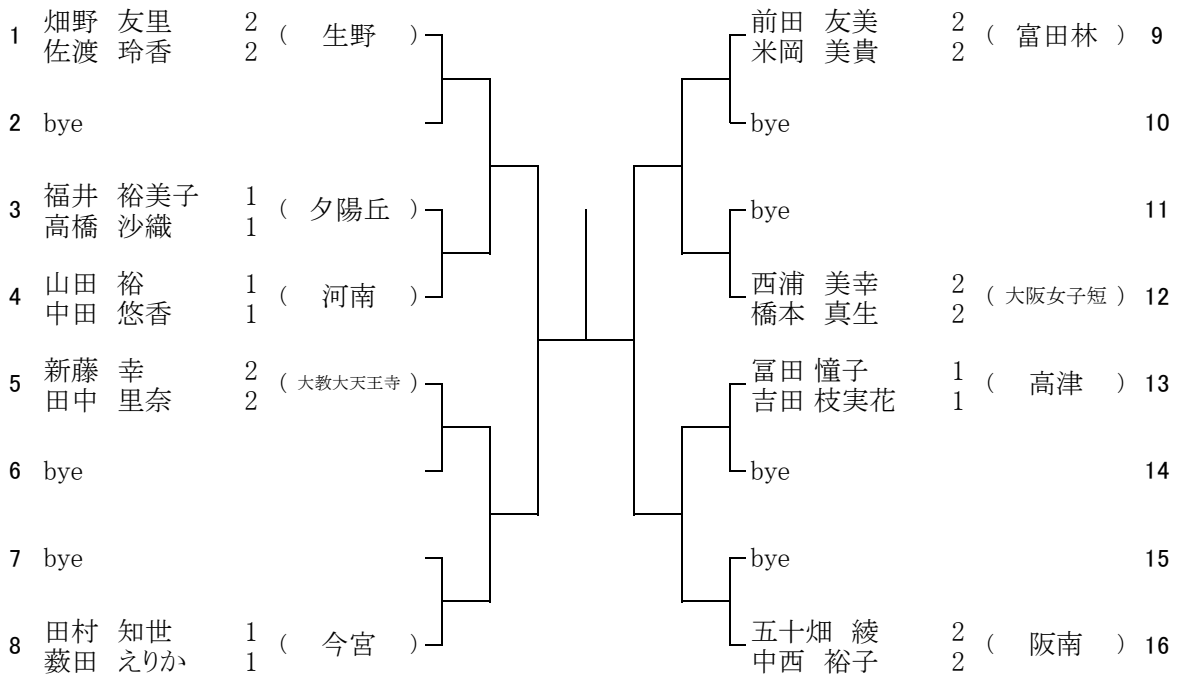 1 畑野 友里 2 ( 生野 )
佐渡 玲香 2
2 bye
3 福井 裕美子 1 ( 夕陽丘 )
高橋 沙織 1
4 山田 裕 1 ( 河南 )
中田 悠香 1
5 新藤 幸 2 ( 大教大天王寺 )
田中 里奈 2
6 bye
7 bye
8 田村 知世 1 ( 今宮 )
薮田 えりか 1
前田 友美 2 ( 富田林 ) 9
米岡 美貴 2
bye 10
bye 11
西浦 美幸 2 ( 大阪女子短 ) 12
橋本 真生 2
冨田 憧子 1 ( 高津 ) 13
吉田 枝実花 1
bye 14
bye 15
五十畑 綾 2 ( 阪南 ) 16
中西 裕子 2